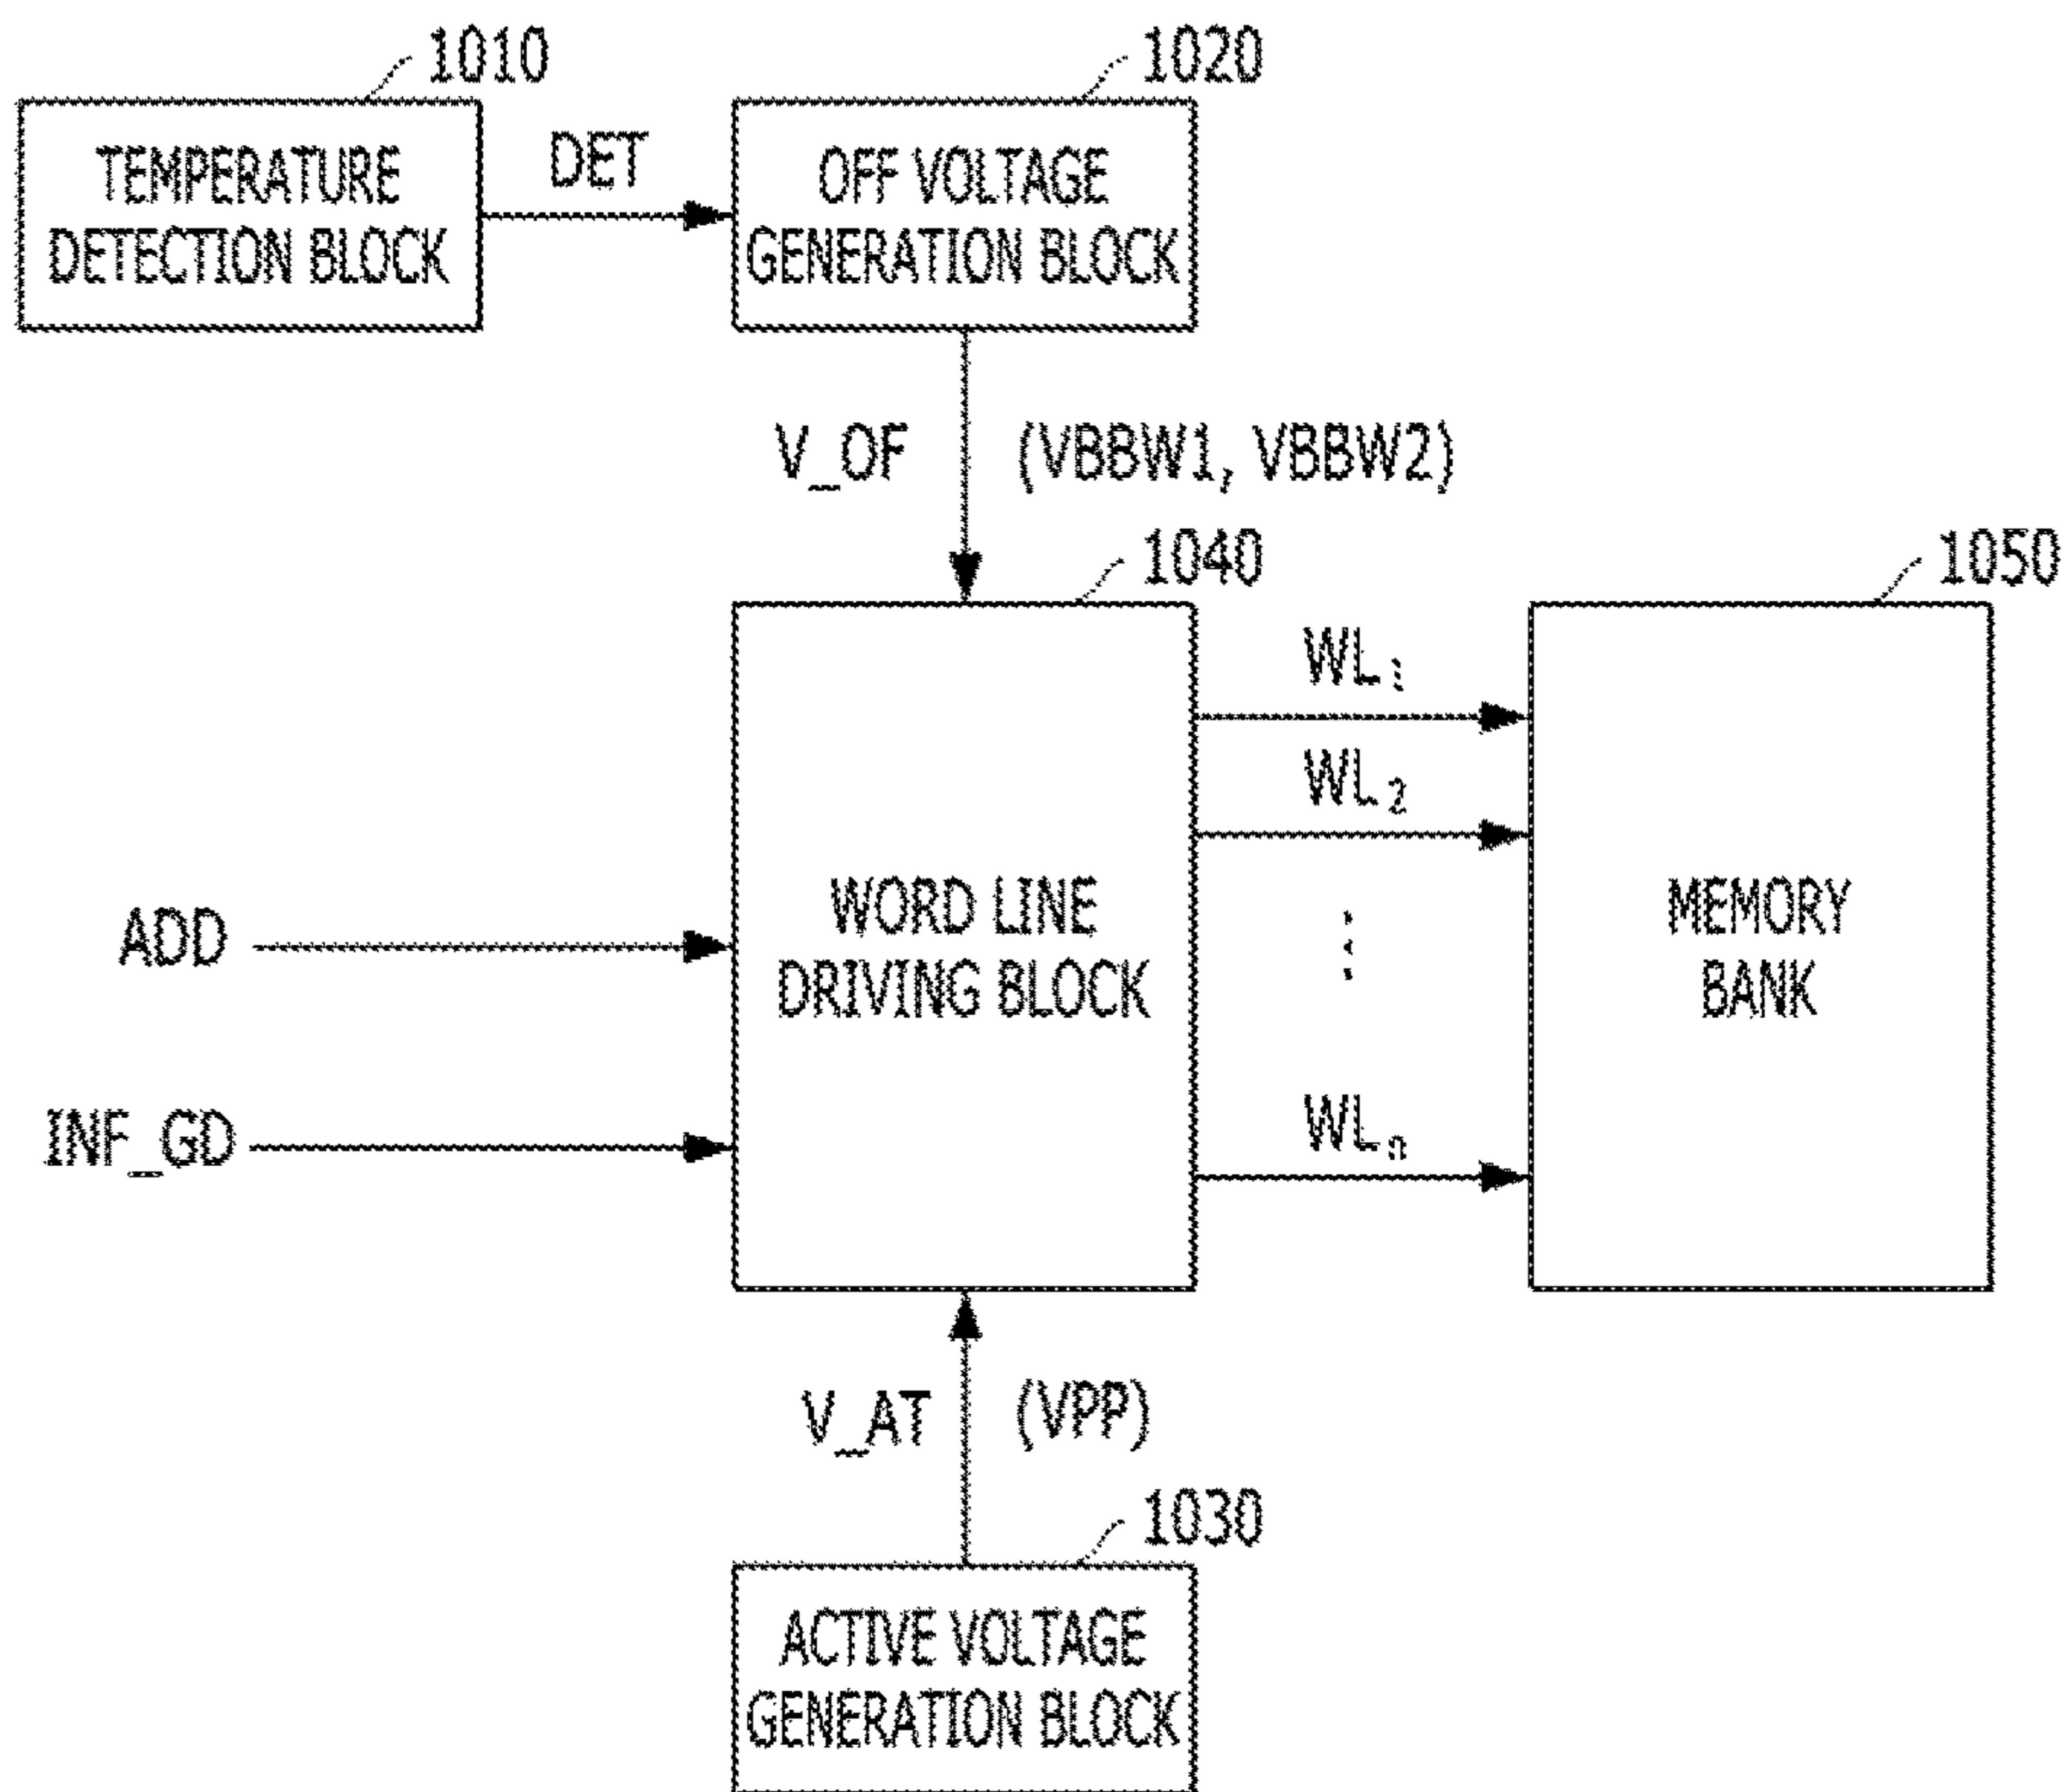 1010
1020
TEMPERATURE
DETECTION BLOCK
DET
OFF VOLTAGE
GENERATION BLOCK
V_OF
(VBBW1, VBBW2)
1040
1050
WL₁
WL₂
ADD
WORD LINE
DRIVING BLOCK
MEMORY
BANK
INF_GD
WLₙ
V_AT
(VPP)
1030
ACTIVE VOLTAGE
GENERATION BLOCK